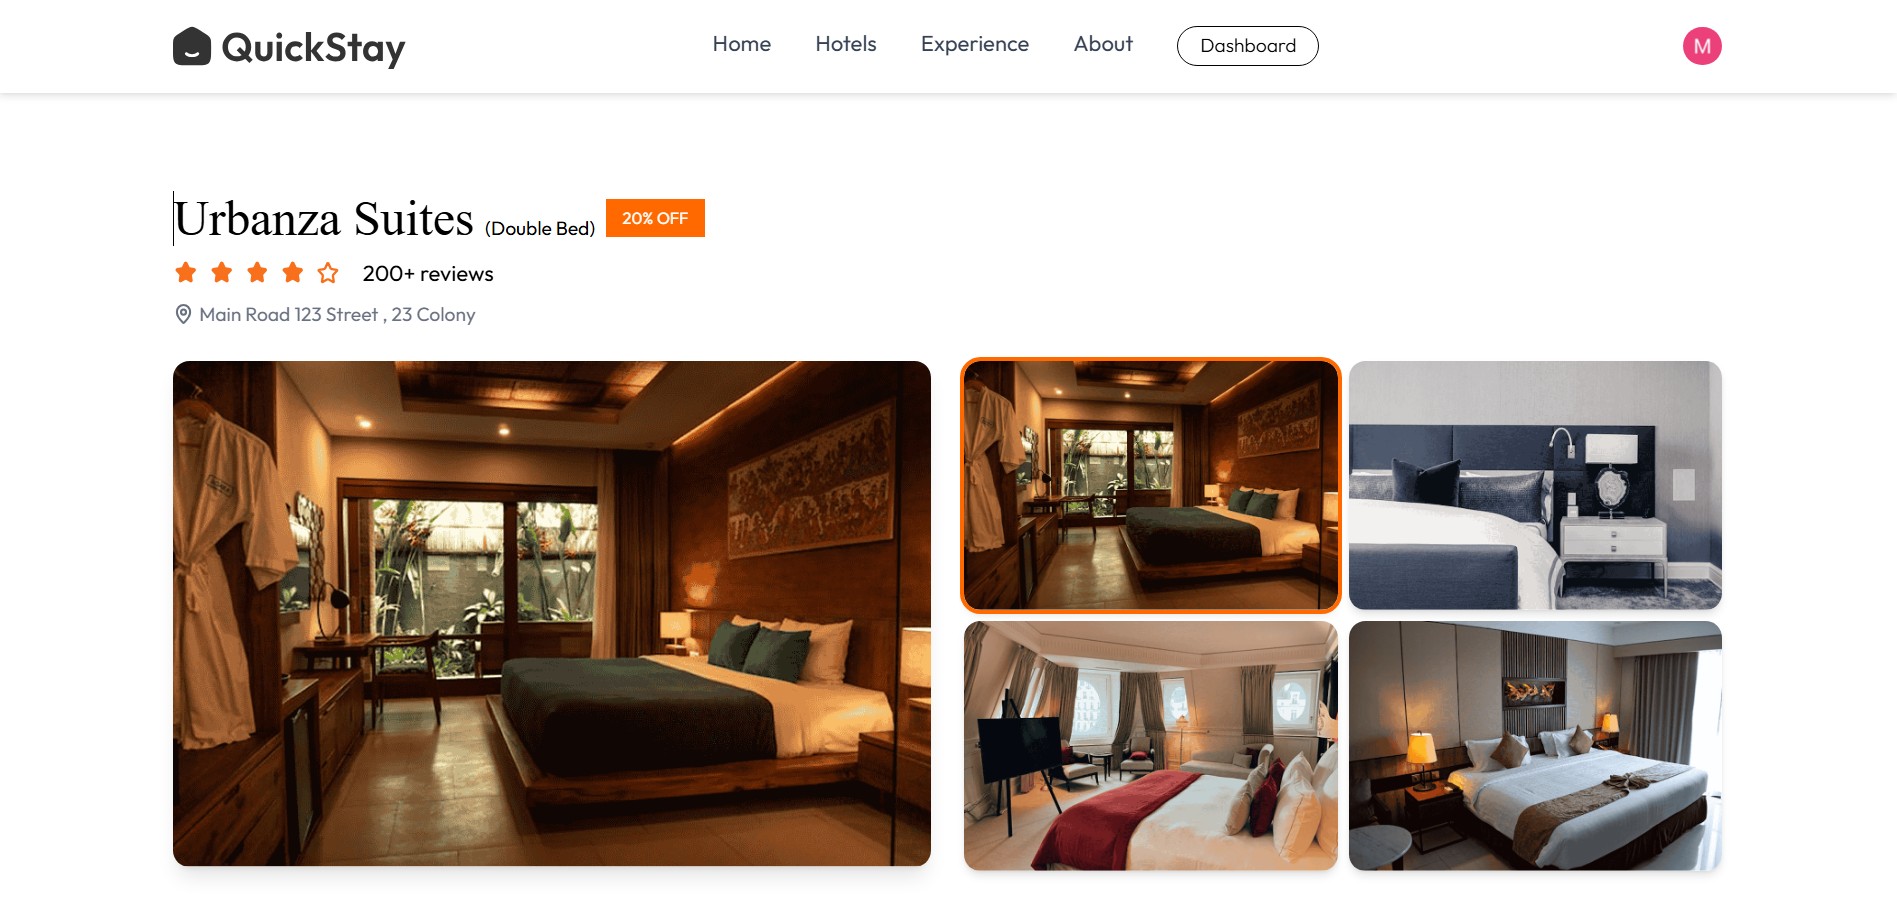 QuickStay
Home Hotels Experience About Dashboard
M
Urbanza Suites (Double Bed) 20% OFF
200+ reviews
Main Road 123 Street , 23 Colony